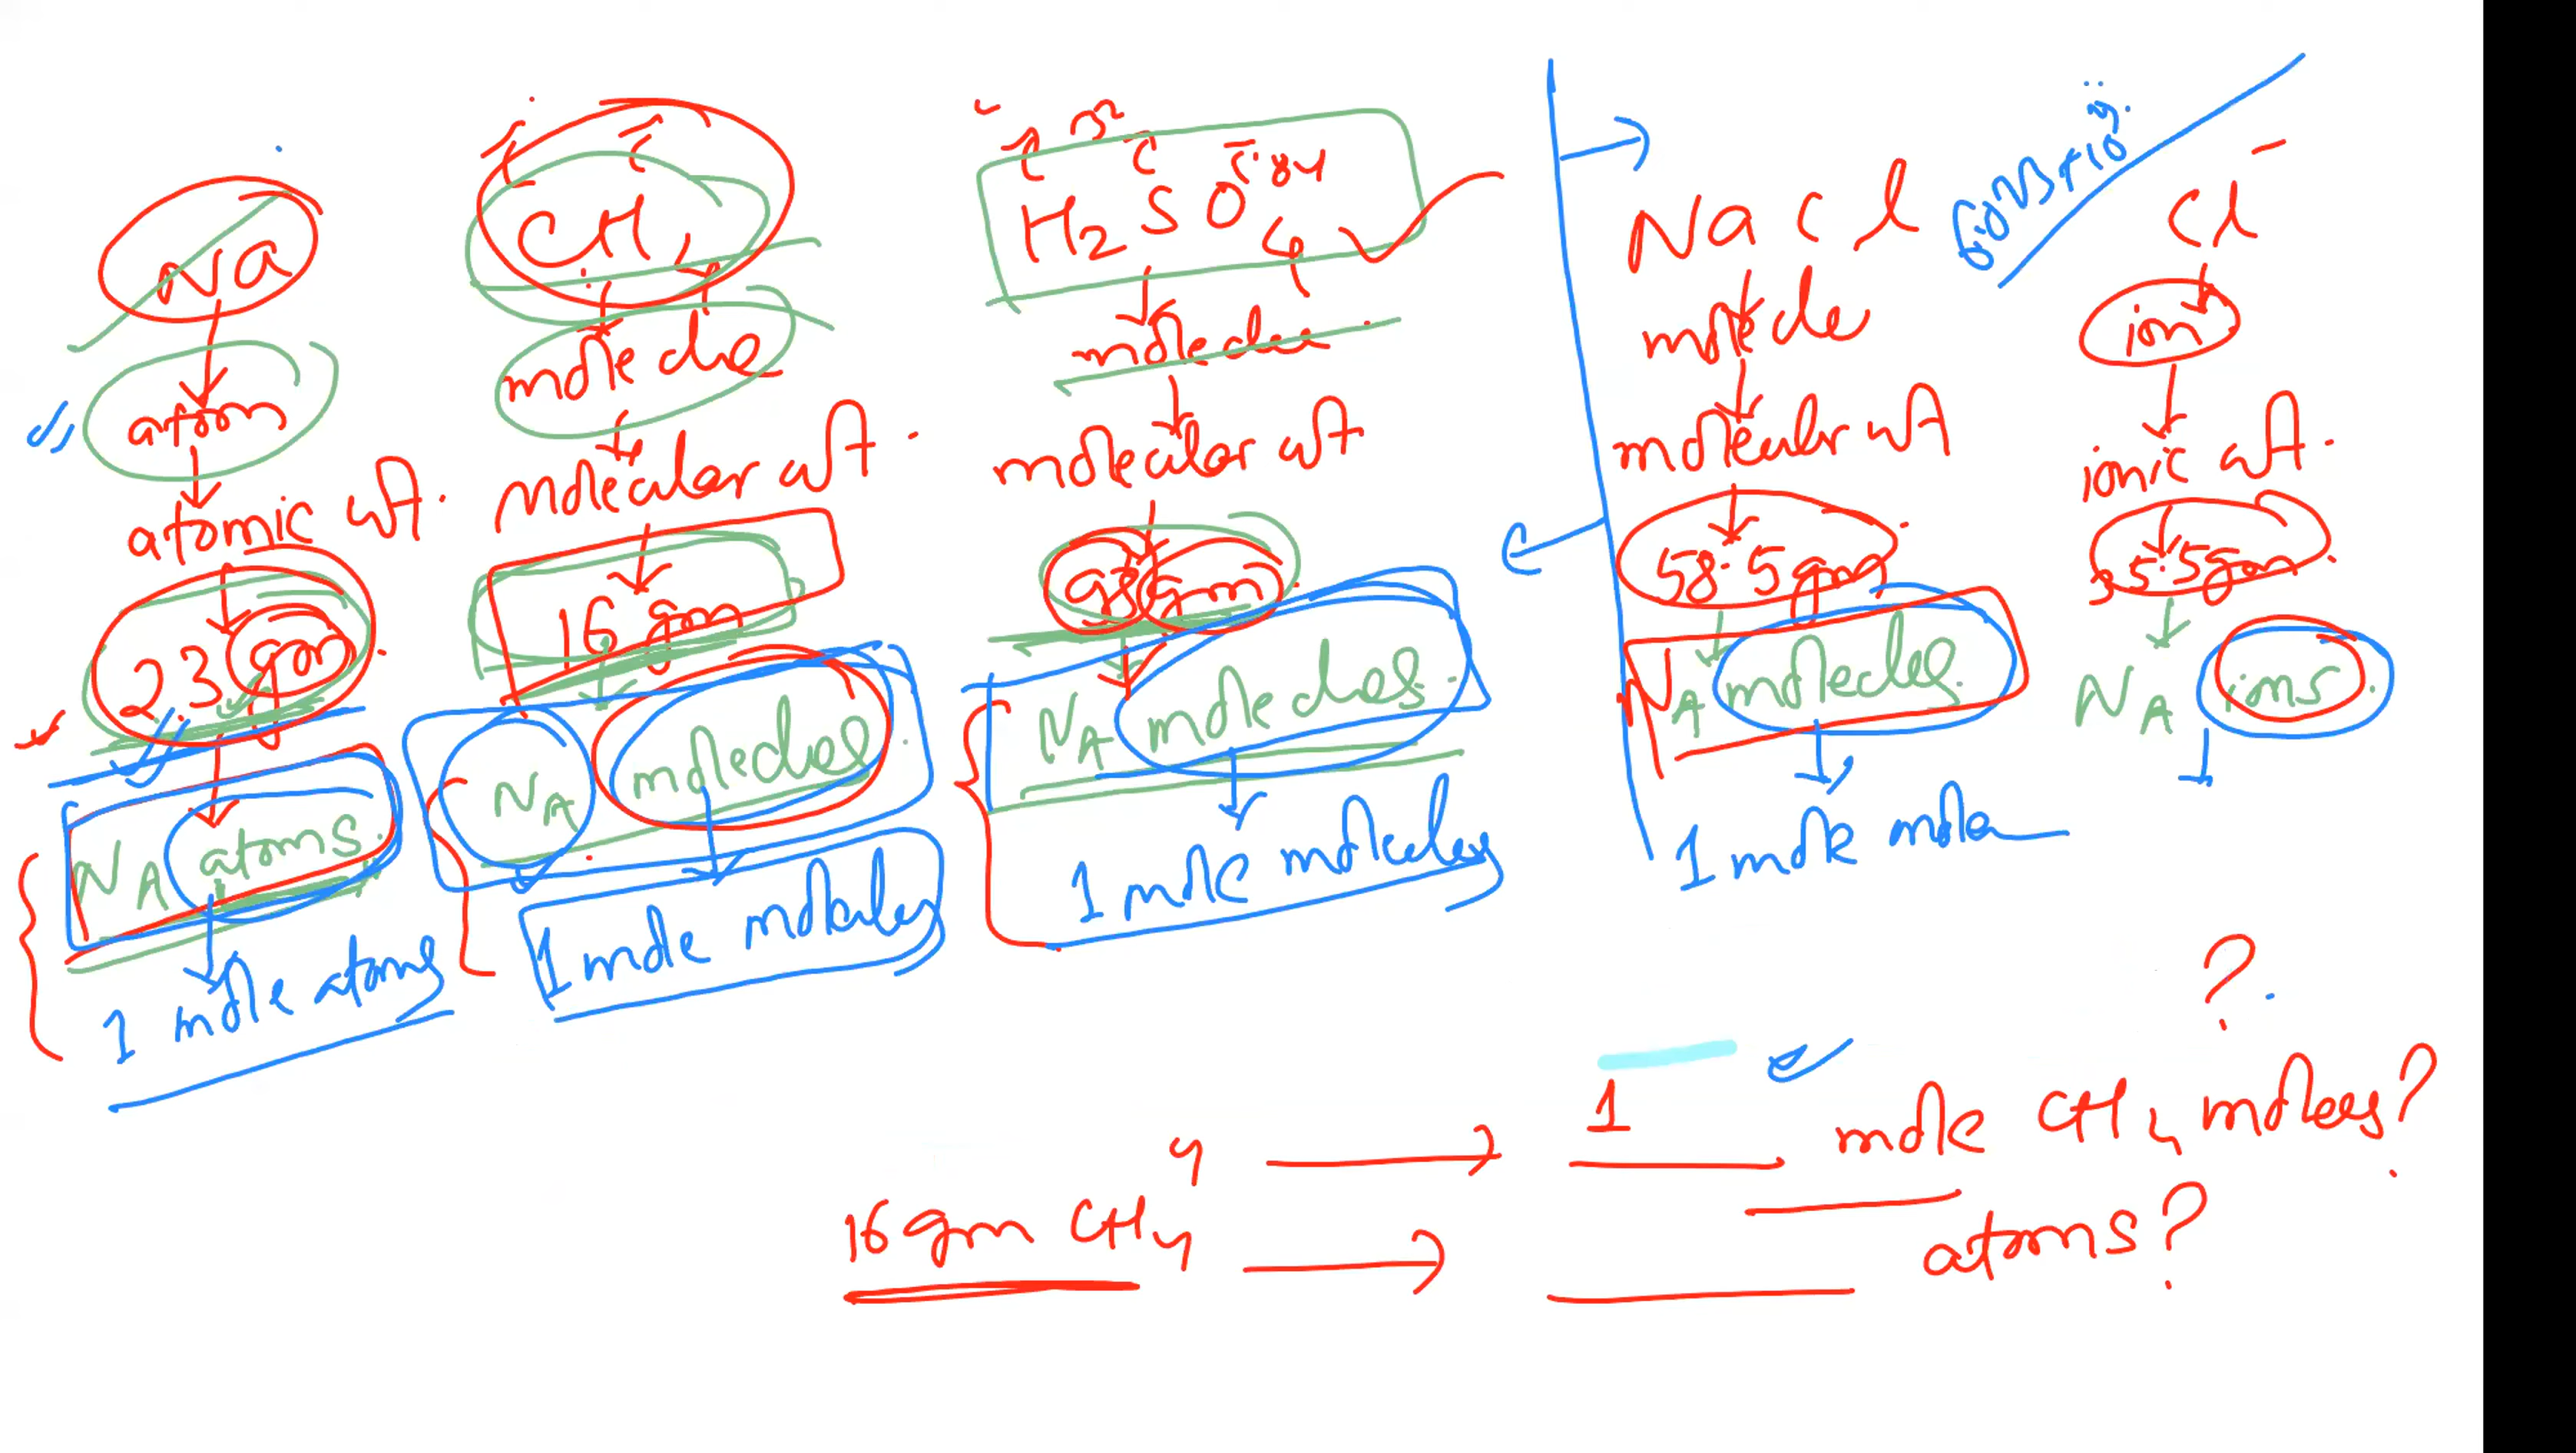 Na
atom
atomic wt.
23 gm
NA atoms
1 mole atoms
CH4
molecule
molecular wt.
16 gm
NA molecules
1 mole molecules
32
84
H2SO4
molecule
molecular wt
98 gm
NA molecules
1 mole molecules
NaCl
molecule
molecular wt
58.5 gm
NA molecules
1 mole
Cl-
ion
ionic wt.
35.5 gm
NA ions
?
1
mole CH4 molecules?
16 gm CH4
atoms?